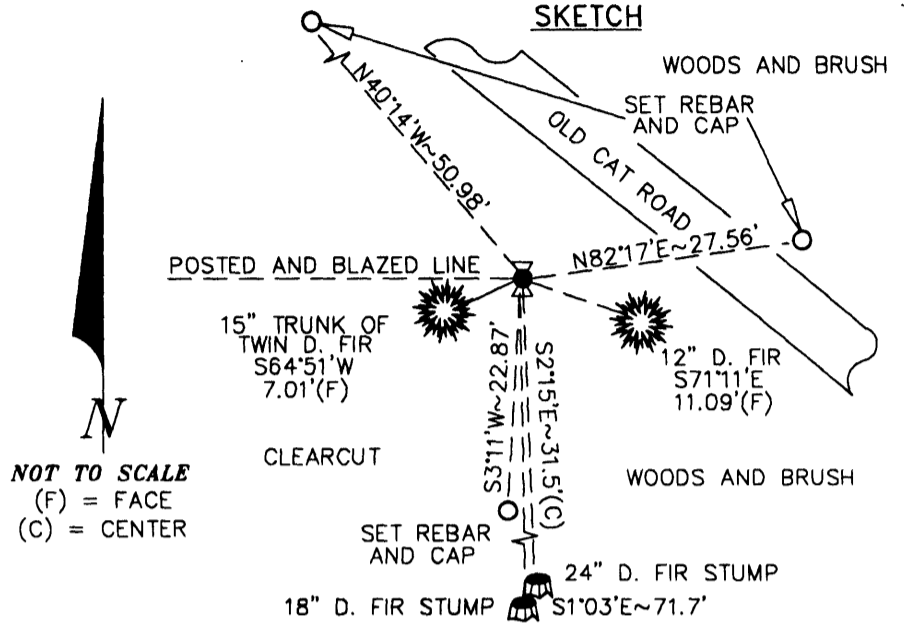 SKETCH
WOODS AND BRUSH
SET REBAR
AND CAP
N40°14'W~50.98'
OLD CAT ROAD
N82°17'E~27.56'
POSTED AND BLAZED LINE
15" TRUNK OF
TWIN D. FIR
S64°51'W
7.01'(F)
12" D. FIR
S71°11'E
11.09'(F)
S3°11'W~22.87'
S2°15'E~31.5'(C)
N
NOT TO SCALE
(F) = FACE
(C) = CENTER
CLEARCUT
WOODS AND BRUSH
SET REBAR
AND CAP
24" D. FIR STUMP
18" D. FIR STUMP
S1°03'E~71.7'